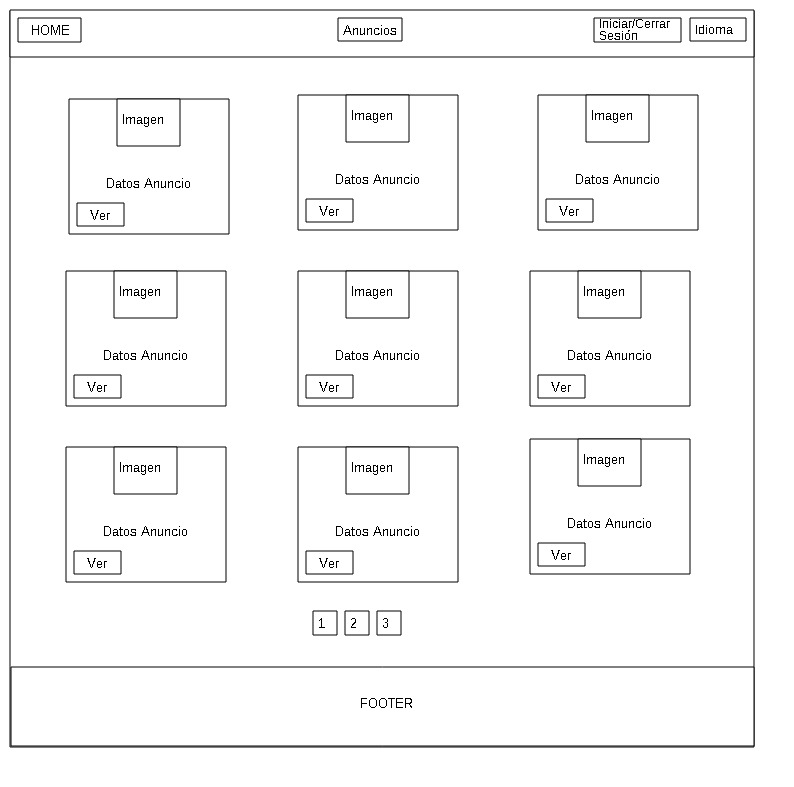 HOME
Anuncios
Iniciar/Cerrar
Sesión
Idioma
Imagen
Datos Anuncio
Ver
Imagen
Datos Anuncio
Ver
Imagen
Datos Anuncio
Ver
Imagen
Datos Anuncio
Ver
Imagen
Datos Anuncio
Ver
Imagen
Datos Anuncio
Ver
Imagen
Datos Anuncio
Ver
Imagen
Datos Anuncio
Ver
Imagen
Datos Anuncio
Ver
1
2
3
FOOTER